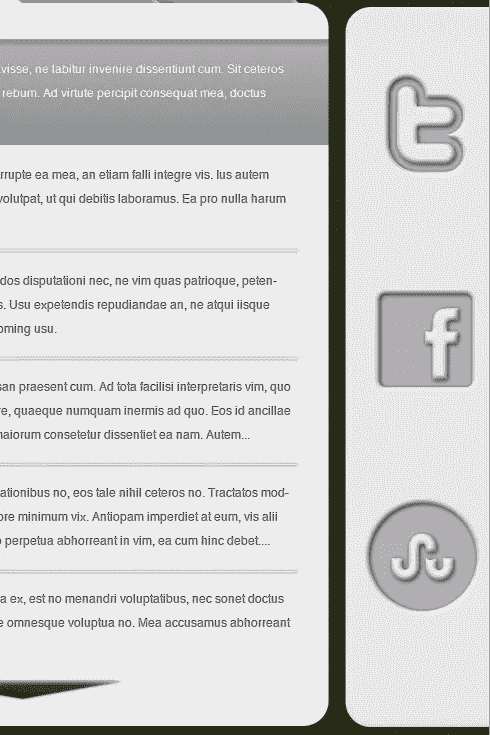 visse, ne labitur invenire dissentiunt cum. Sit ceteros
rebum. Ad virtute percipit consequat mea, doctus
rrupte ea mea, an etiam falli integre vis. Ius autem
volutpat, ut qui debitis laboramus. Ea pro nulla harum
dos disputationi nec, ne vim quas patrioque, peten-
s. Usu expetendis repudiandae an, ne atqui iisque
oming usu.
san praesent cum. Ad tota facilisi interpretaris vim, quo
re, quaeque numquam inermis ad quo. Eos id ancillae
maiorum consetetur dissentiet ea nam. Autem...
ationibus no, eos tale nihil ceteros no. Tractatos mod-
ore minimum vix. Antiopam imperdiet at eum, vis alii
perpetua abhorreant in vim, ea cum hinc debet....
a ex, est no menandri voluptatibus, nec sonet doctus
e omnesque voluptua no. Mea accusamus abhorreant